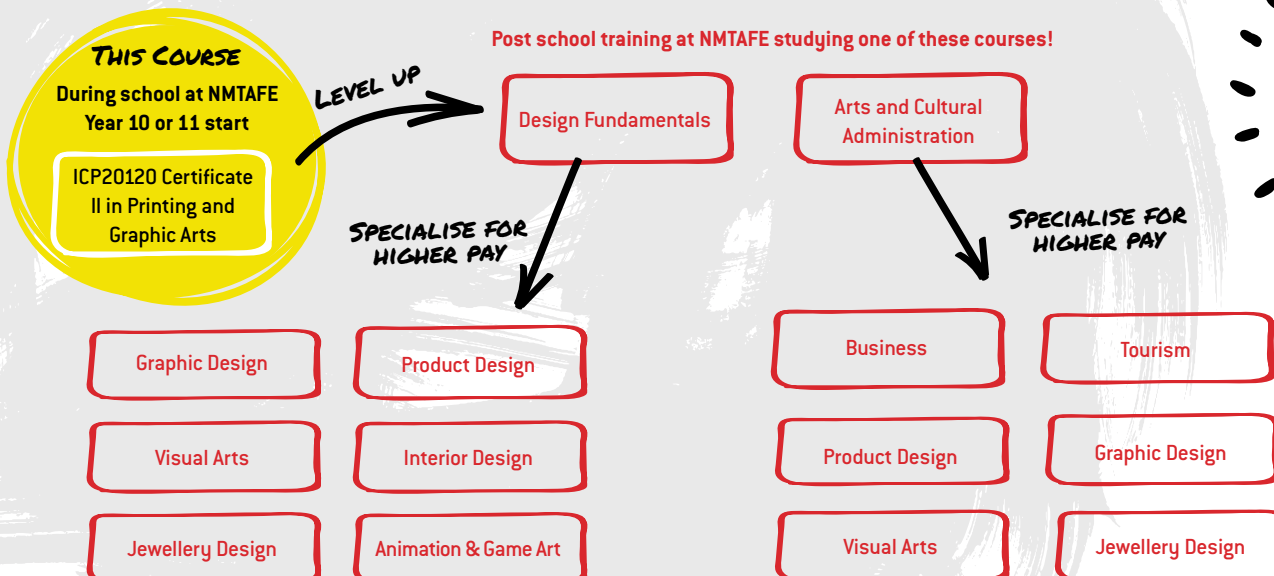 THIS COURSE
During school at NMTAFE
Year 10 or 11 start
ICP20120 Certificate
II in Printing and
Graphic Arts
LEVEL UP
Post school training at NMTAFE studying one of these courses!
Design Fundamentals
Arts and Cultural
Administration
SPECIALISE FOR
HIGHER PAY
SPECIALISE FOR
HIGHER PAY
Graphic Design
Product Design
Visual Arts
Interior Design
Jewellery Design
Animation & Game Art
Business
Tourism
Product Design
Graphic Design
Visual Arts
Jewellery Design